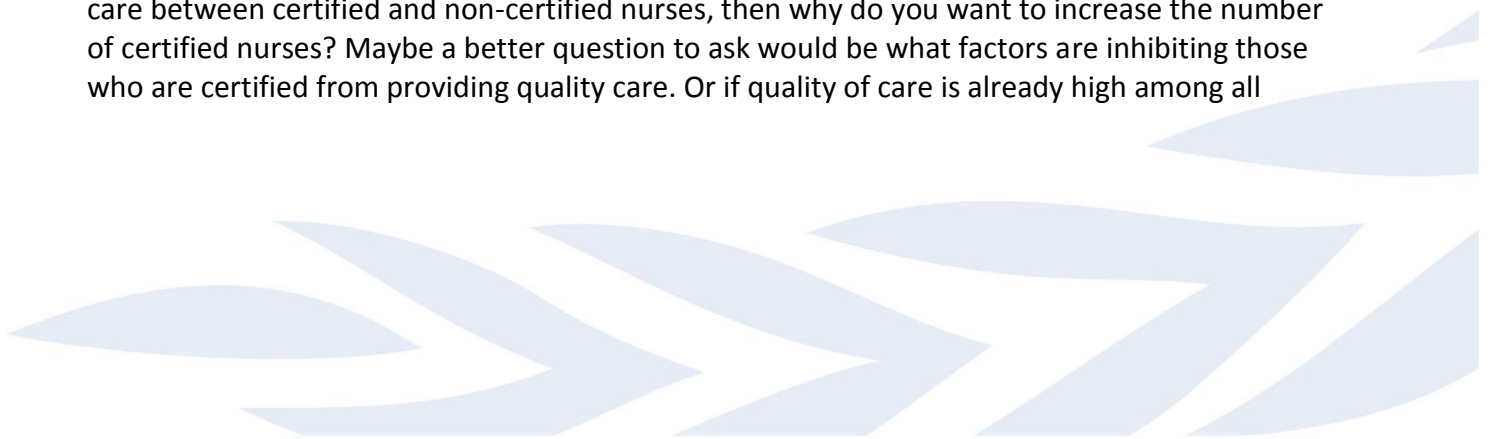 care between certified and non-certified nurses, then why do you want to increase the number
of certified nurses? Maybe a better question to ask would be what factors are inhibiting those
who are certified from providing quality care. Or if quality of care is already high among all